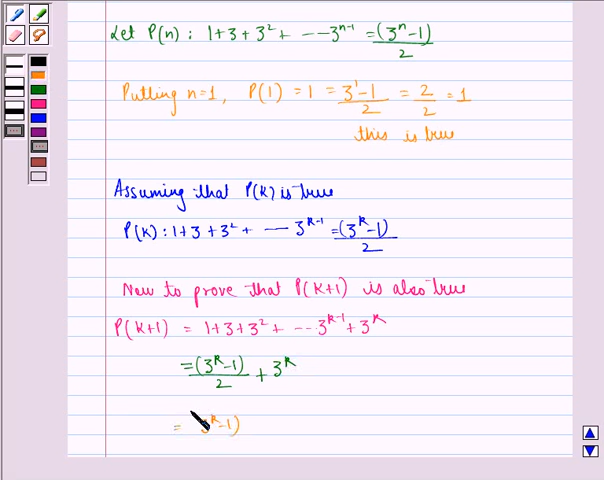 Let P(n) : 1+3+3²+ ---3ⁿ⁻¹ = (3ⁿ-1)/2
Putting n=1, P(1) = 1 = 3¹-1/2 = 2/2 = 1
this is true
Assuming that P(k) is true
P(k) : 1+3+3²+ --- 3ᵏ⁻¹ = (3ᵏ-1)/2
Now to prove that P(k+1) is also true
P(k+1) = 1+3+3²+ ---3ᵏ⁻¹+3ᵏ
= (3ᵏ-1)/2 + 3ᵏ
= 3ᵏ-1)